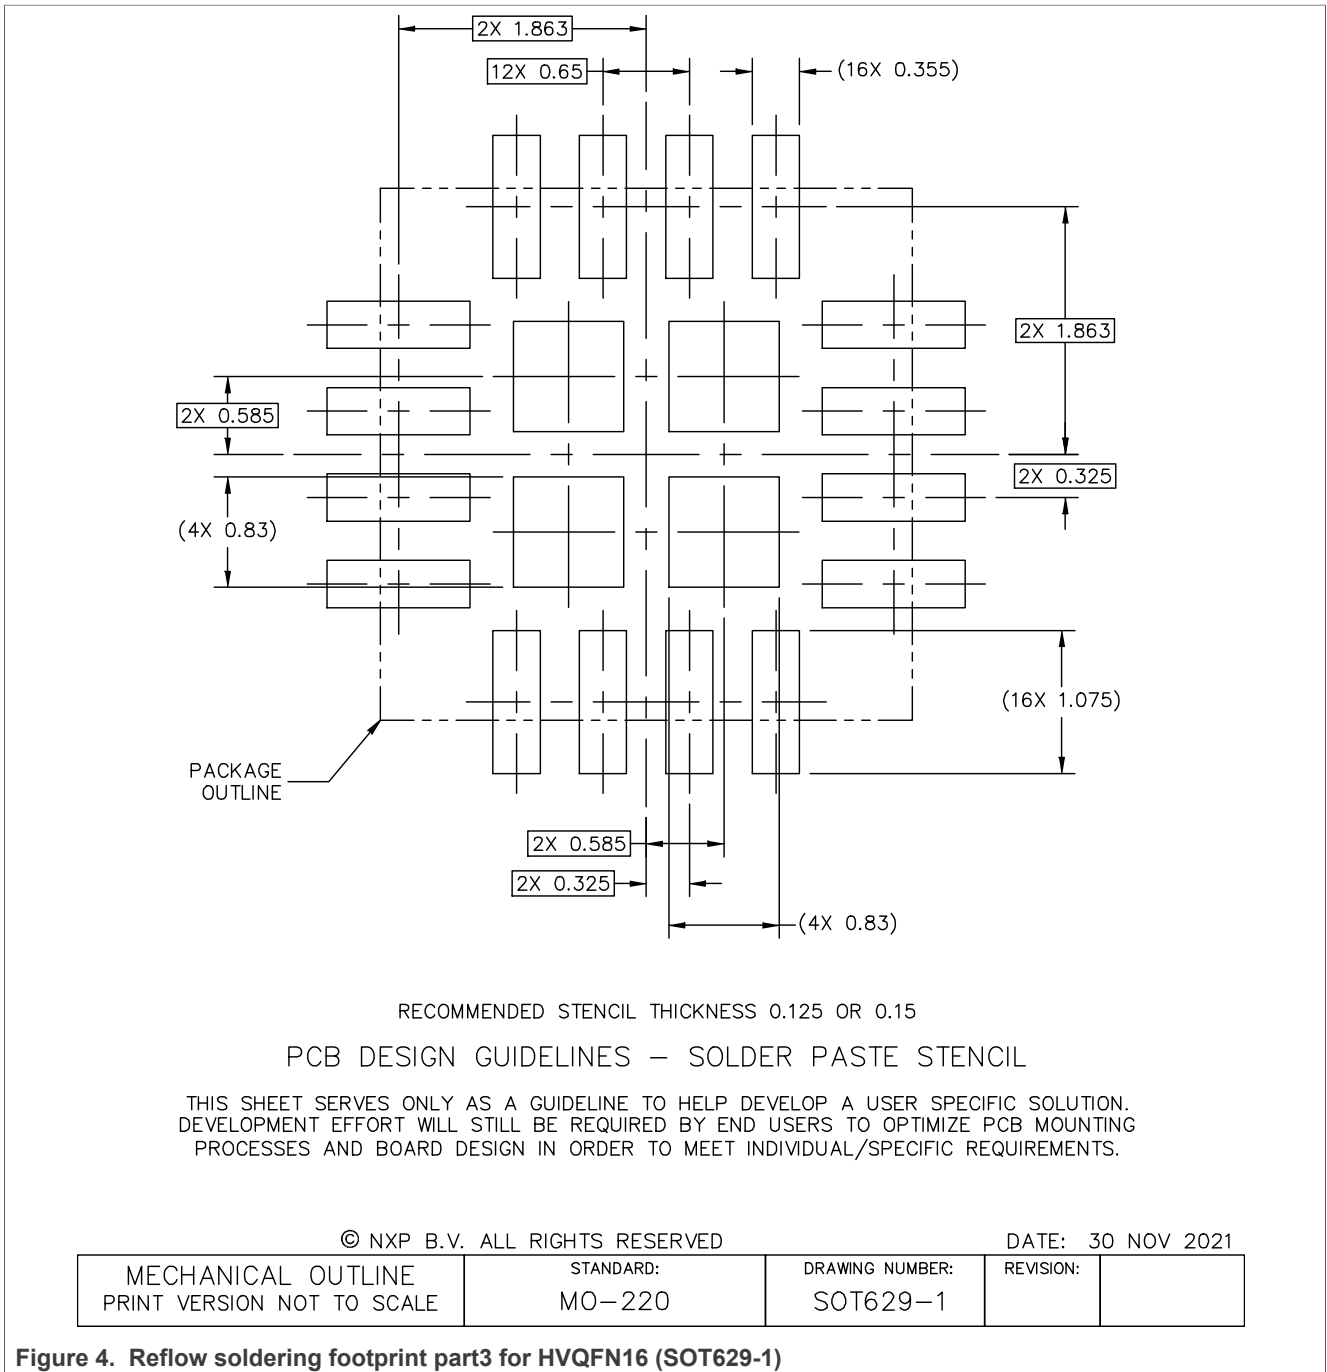 2X 1.863
12X 0.65
(16X 0.355)
2X 1.863
2X 0.585
2X 0.325
(4X 0.83)
(16X 1.075)
PACKAGE
OUTLINE
2X 0.585
2X 0.325
(4X 0.83)
RECOMMENDED STENCIL THICKNESS 0.125 OR 0.15
PCB DESIGN GUIDELINES – SOLDER PASTE STENCIL
THIS SHEET SERVES ONLY AS A GUIDELINE TO HELP DEVELOP A USER SPECIFIC SOLUTION.
DEVELOPMENT EFFORT WILL STILL BE REQUIRED BY END USERS TO OPTIMIZE PCB MOUNTING
PROCESSES AND BOARD DESIGN IN ORDER TO MEET INDIVIDUAL/SPECIFIC REQUIREMENTS.
© NXP B.V. ALL RIGHTS RESERVED
DATE: 30 NOV 2021
MECHANICAL OUTLINE
PRINT VERSION NOT TO SCALE
STANDARD:
MO-220
DRAWING NUMBER:
SOT629-1
REVISION:
Figure 4. Reflow soldering footprint part3 for HVQFN16 (SOT629-1)